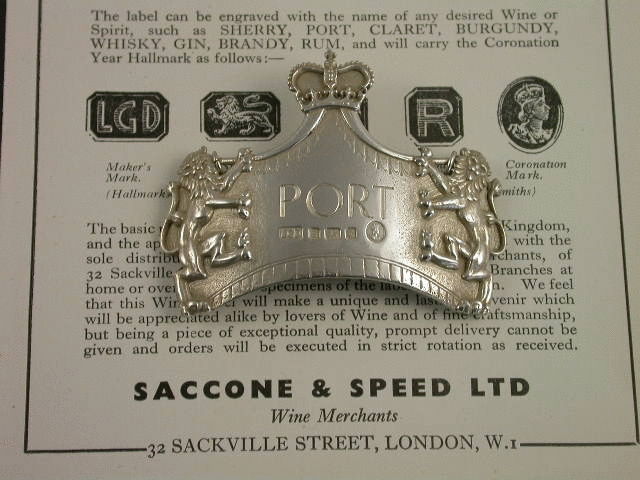 The label can be engraved with the name of any desired Wine or
Spirit, such as SHERRY, PORT, CLARET, BURGUNDY,
WHISKY, GIN, BRANDY, RUM, and will carry the Coronation
Year Hallmark as follows:—
LGD
R
Maker's
Mark.
(Hallmark
Coronation
Mark.
smiths)
PORT
The basic
Kingdom,
and the ap
with the
sole distrib
rchants, of
32 Sackville
Branches at
home or over
specimens of the labe
n. We feel
that this Win
er will make a unique and last
venir which
will be appreciated alike by lovers of Wine and of fine craftsmanship,
but being a piece of exceptional quality, prompt delivery cannot be
given and orders will be executed in strict rotation as received.
SACCONE & SPEED LTD
Wine Merchants
32 SACKVILLE STREET, LONDON, W.1